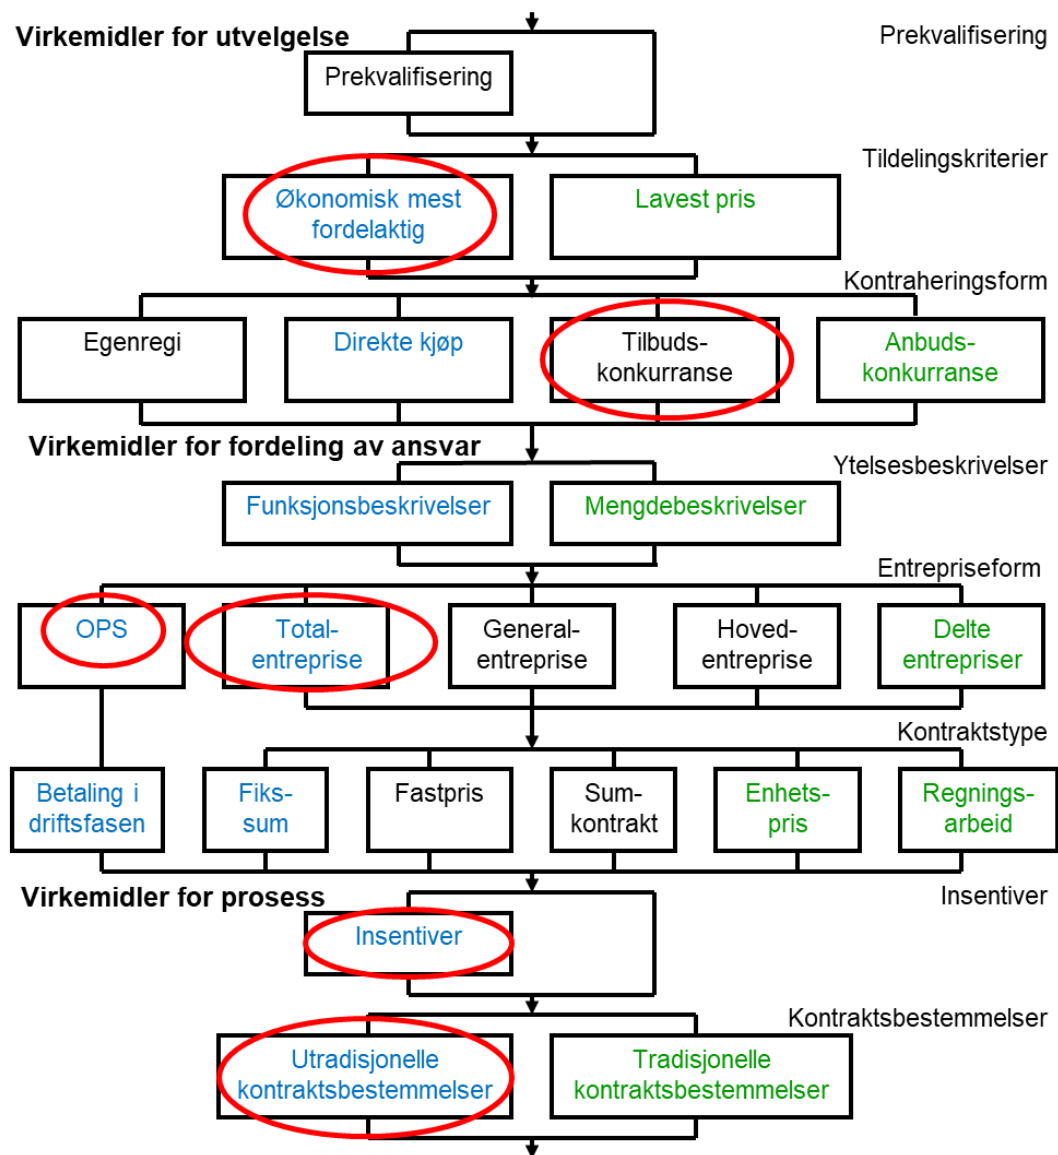 Virkemidler for utvelgelse
Prekvalifisering
Prekvalifisering
Tildelingskriterier
Økonomisk mest
fordelaktig
Lavest pris
Kontraheringsform
Egenregi
Direkte kjøp
Tilbuds-
konkurranse
Anbuds-
konkurranse
Virkemidler for fordeling av ansvar
Ytelsesbeskrivelser
Funksjonsbeskrivelser
Mengdebeskrivelser
Entrepriseform
OPS
Total-
entreprise
General-
entreprise
Hoved-
entreprise
Delte
entrepriser
Kontraktstype
Betaling i
driftsfasen
Fiks-
sum
Fastpris
Sum-
kontrakt
Enhets-
pris
Regnings-
arbeid
Virkemidler for prosess
Insentiver
Insentiver
Kontraktsbestemmelser
Utradisjonelle
kontraktsbestemmelser
Tradisjonelle
kontraktsbestemmelser